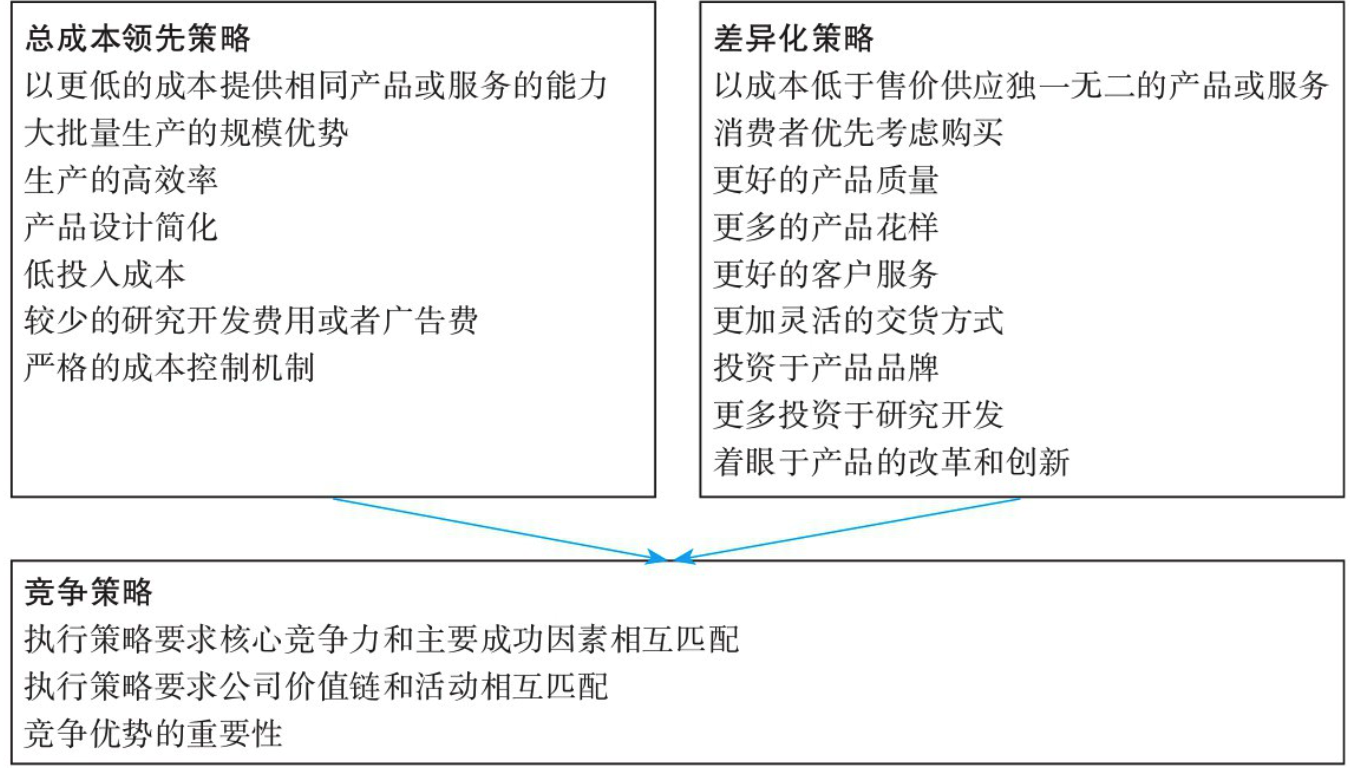 总成本领先策略
以更低的成本提供相同产品或服务的能力
大批量生产的规模优势
生产的高效率
产品设计简化
低投入成本
较少的研究开发费用或者广告费
严格的成本控制机制
差异化策略
以成本低于售价供应独一无二的产品或服务
消费者优先考虑购买
更好的产品质量
更多的产品花样
更好的客户服务
更加灵活的交货方式
投资于产品品牌
更多投资于研究开发
着眼于产品的改革和创新
竞争策略
执行策略要求核心竞争力和主要成功因素相互匹配
执行策略要求公司价值链和活动相互匹配
竞争优势的重要性